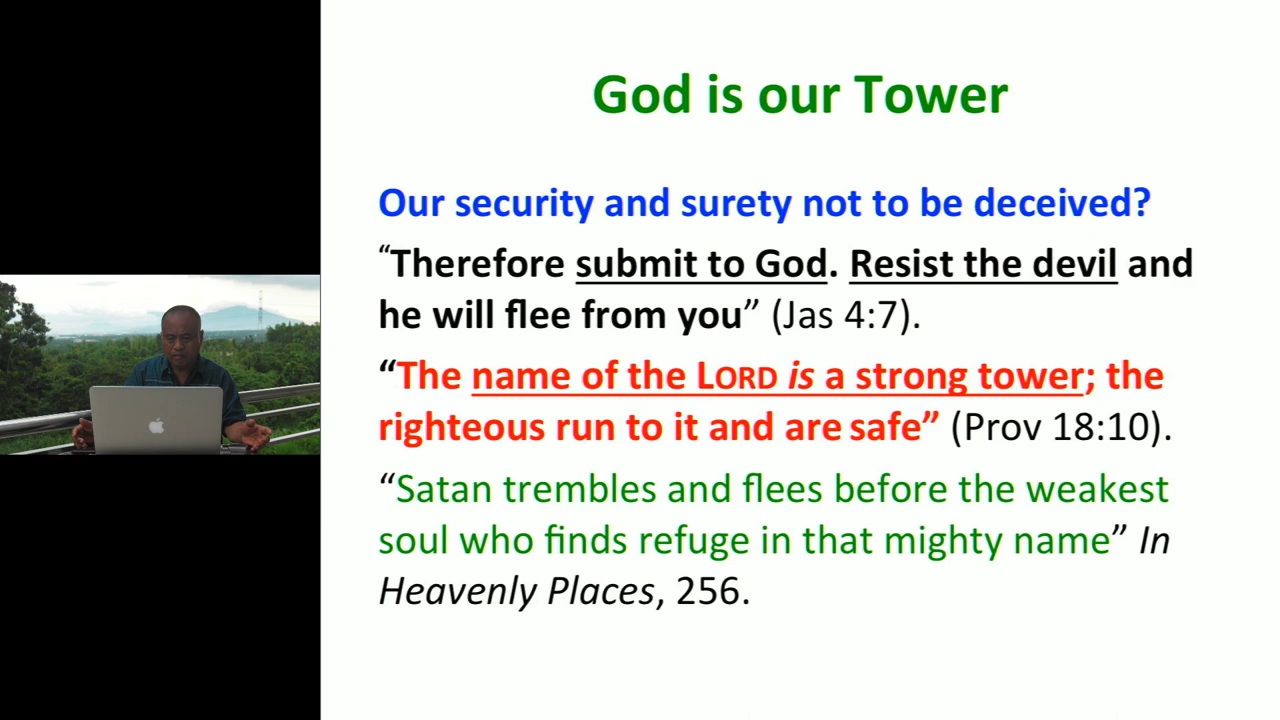 God is our Tower
Our security and surety not to be deceived?
“Therefore submit to God. Resist the devil and
he will flee from you” (Jas 4:7).
“The name of the LORD is a strong tower; the
righteous run to it and are safe” (Prov 18:10).
“Satan trembles and flees before the weakest
soul who finds refuge in that mighty name” In
Heavenly Places, 256.